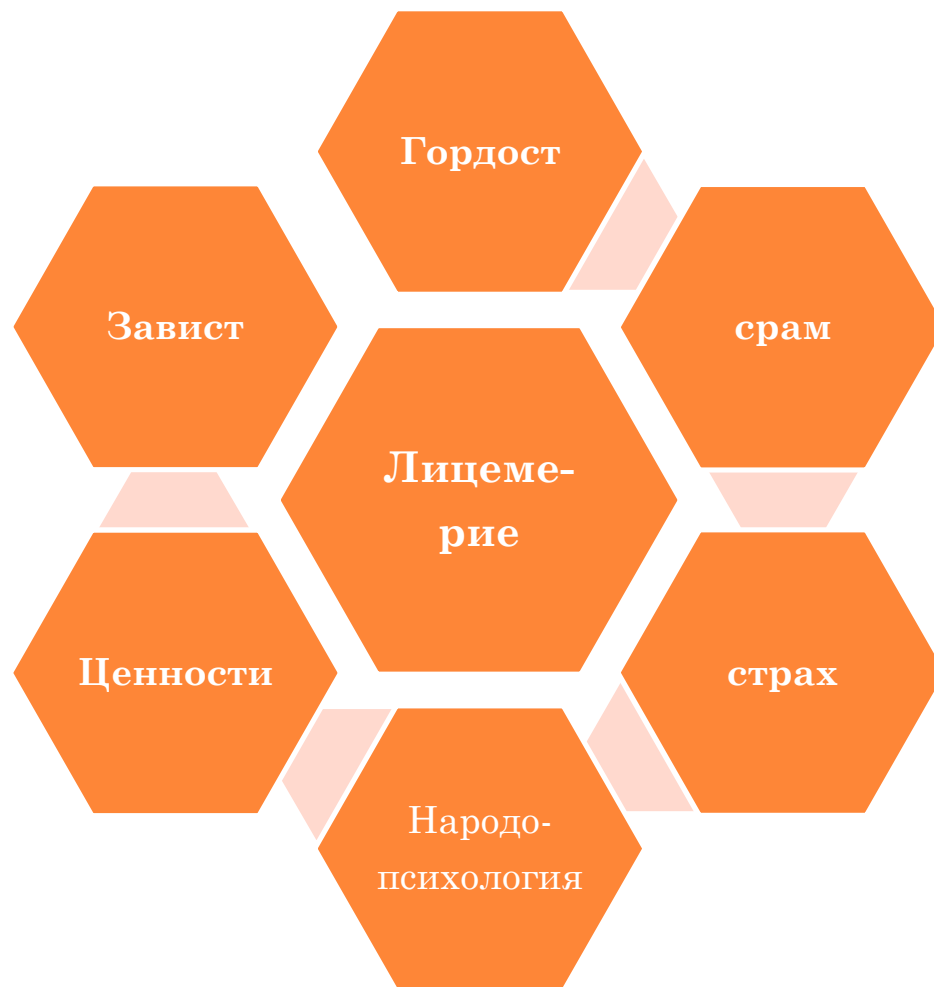 Гордост
Завист
срам
Лицеме-
рие
Ценности
страх
Народо-
психология